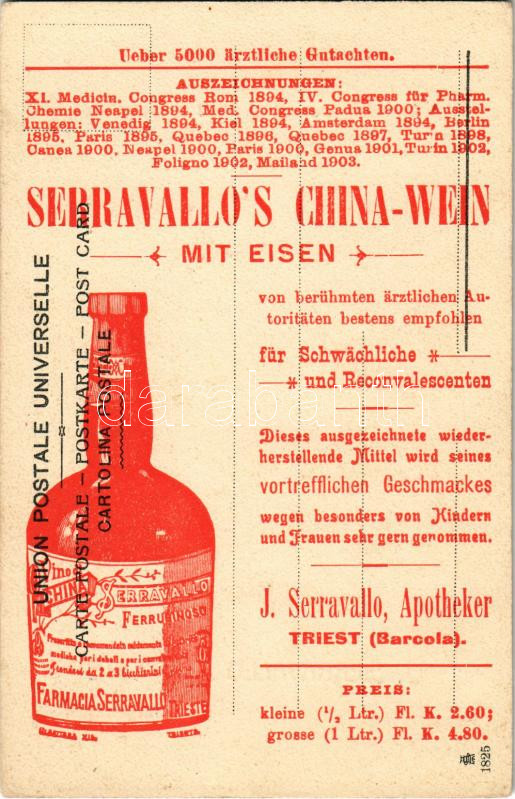 Ueber 5000 ärztliche Gutachten.
AUSZEICHNUNGEN:
XI. Medicin. Congress Rom 1894, IV. Congress für Pharm.
Chemie Neapel 1894, Med. Congress Padua 1900; Ausstel-
lungen: Venedig 1894, Kiel 1894, Amsterdam 1894, Berlin
1895, Paris 1895, Quebec 1896, Quebec 1897, Turin 1898,
Canea 1900, Neapel 1900, Paris 1900, Genua 1901, Turin 1902,
Foligno 1902, Mailand 1903.
SERRAVALLO'S CHINA-WEIN
MIT EISEN
von berühmten ärztlichen Au-
toritäten bestens empfohlen
für Schwächliche
und Reconvalescenten
Dieses ausgezeichnete wieder-
herstellende Mittel wird seines
vortrefflichen Geschmackes
wegen besonders von Kindern
und Frauen sehr gern genommen.
J. Serravallo, Apotheker
TRIEST (Barcola).
PREIS:
kleine (1/2 Ltr.) Fl. K. 2.60;
grosse (1 Ltr.) Fl. K. 4.80.
UNION POSTALE UNIVERSELLE
CARTE POSTALE – POSTKARTE – POST CARD
CARTOLINA POSTALE
Vino
CHINA SERRAVALLO
FERRUGINOSO
FARMACIA SERRAVALLO
TRIESTE
TRIESTE
1825
darabanth